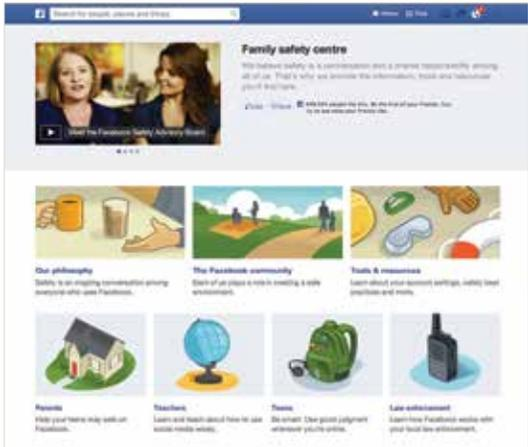 Search for people, places and things
Home
Family safety centre
We believe safety is a conversation and a shared responsibility among
all of us. That's why we provide the information, tools and resources
you'll find here.
Meet the Facebook Safety Advisory Board
Our philosophy
Safety is an ongoing conversation among
everyone who uses Facebook.
The Facebook community
Each of us plays a role in creating a safe
environment.
Tools & resources
Learn about your account settings, safety best
practices and more.
Parents
Help your teens play safe on
Facebook.
Teachers
Learn and teach about how to use
social media wisely.
Teens
Be smart. Use good judgment
whenever you're online.
Law enforcement
Learn how Facebook works with
your local law enforcement.